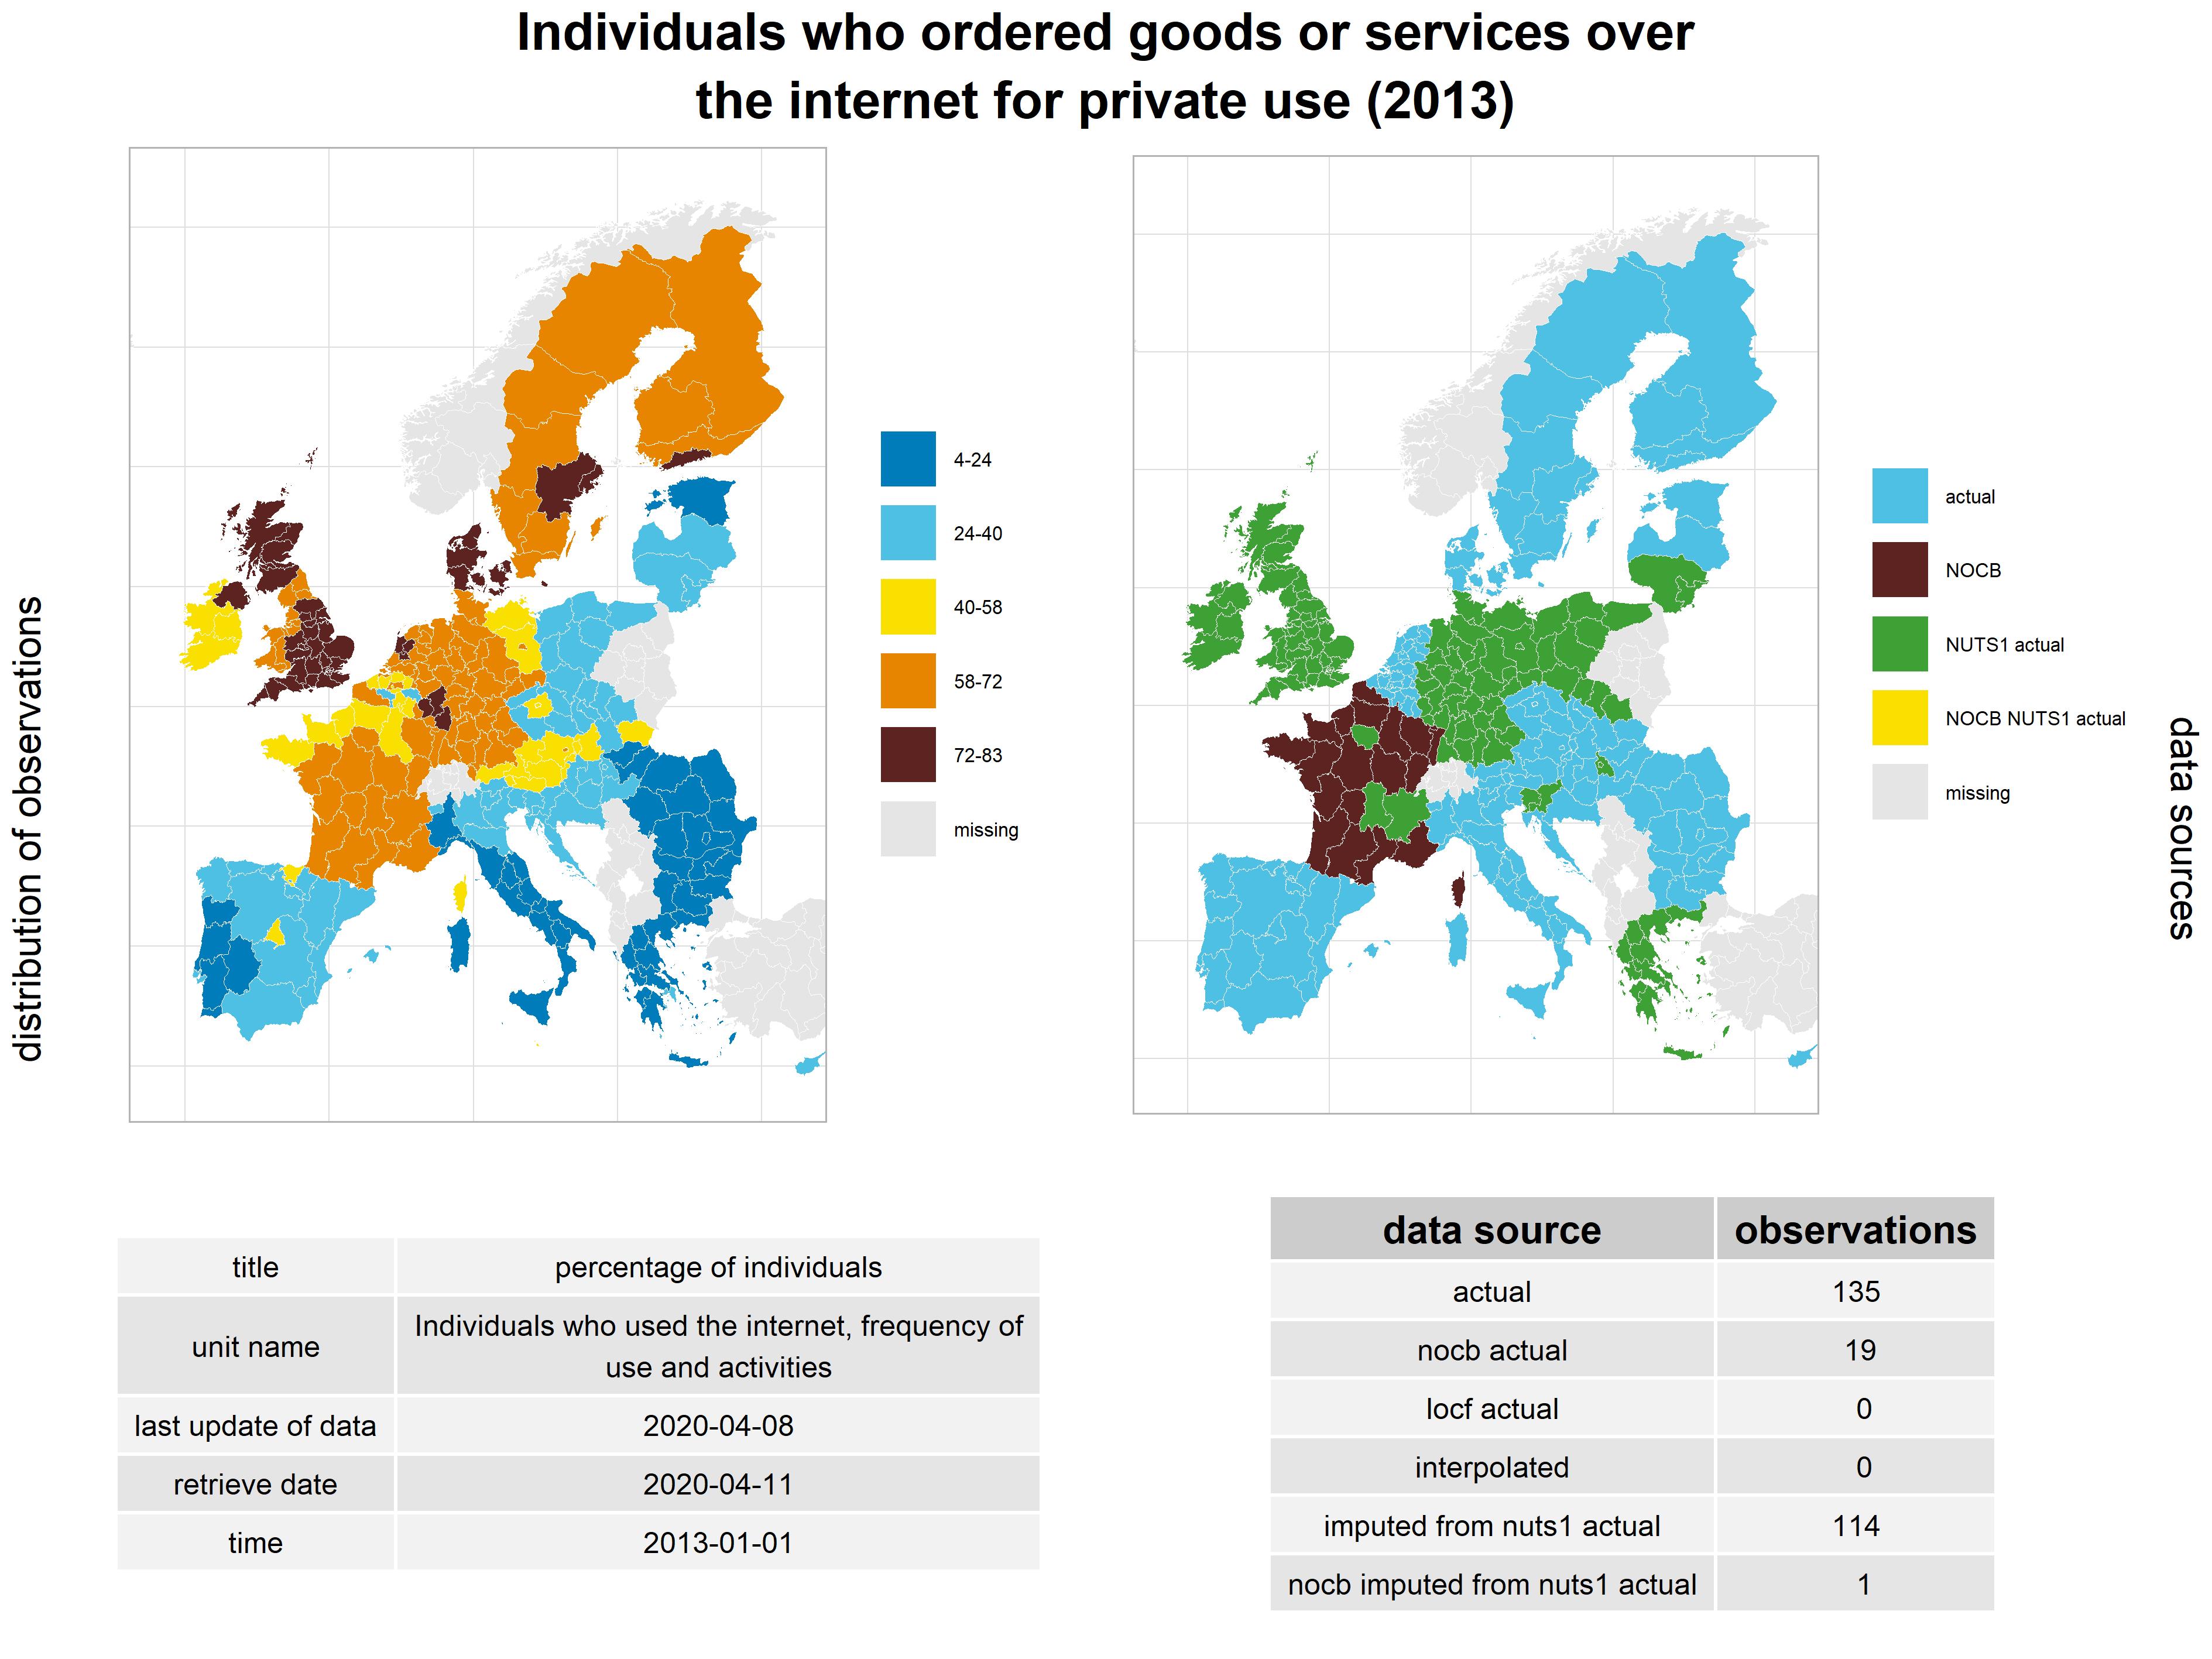 Individuals who ordered goods or services over
the internet for private use (2013)
distribution of observations
4-24
24-40
40-58
58-72
72-83
missing
actual
NOCB
NUTS1 actual
NOCB NUTS1 actual
missing
data sources
title percentage of individuals
unit name Individuals who used the internet, frequency of
use and activities
last update of data 2020-04-08
retrieve date 2020-04-11
time 2013-01-01
data source observations
actual 135
nocb actual 19
locf actual 0
interpolated 0
imputed from nuts1 actual 114
nocb imputed from nuts1 actual 1